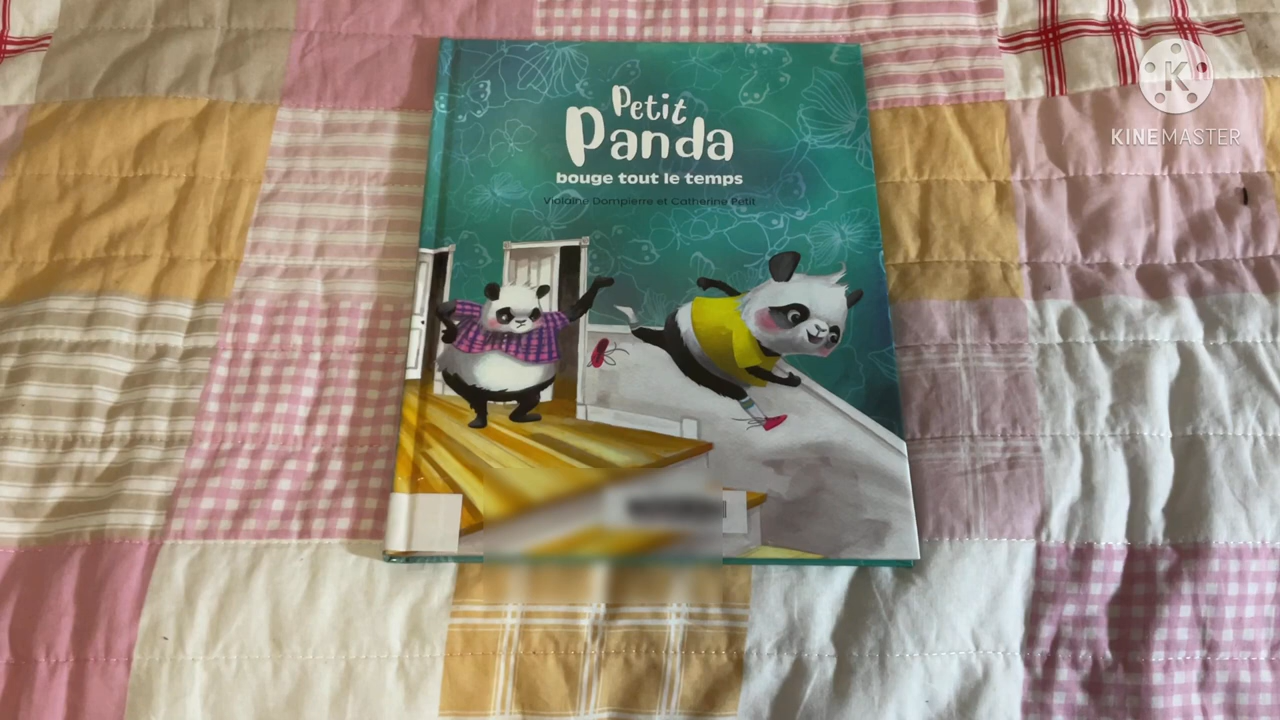 Petit
Panda
bouge tout le temps
Violaine Dompierre et Catherine Petit
K
KINEMASTER